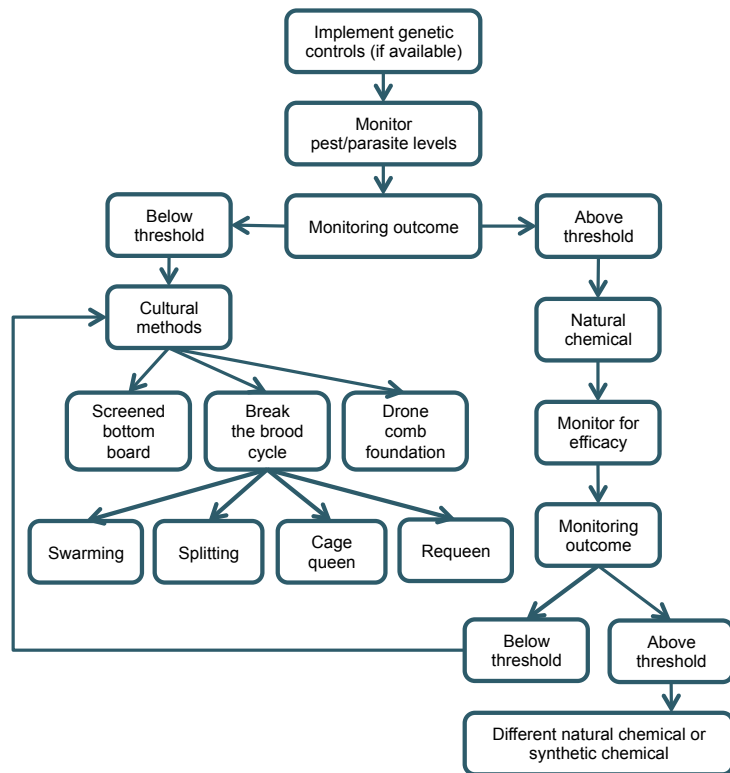 Implement genetic
controls (if available)
Monitor
pest/parasite levels
Below
threshold
Monitoring outcome
Above
threshold
Cultural
methods
Natural
chemical
Screened
bottom
board
Break
the brood
cycle
Drone
comb
foundation
Monitor for
efficacy
Swarming
Splitting
Cage
queen
Requeen
Monitoring
outcome
Below
threshold
Above
threshold
Different natural chemical or
synthetic chemical